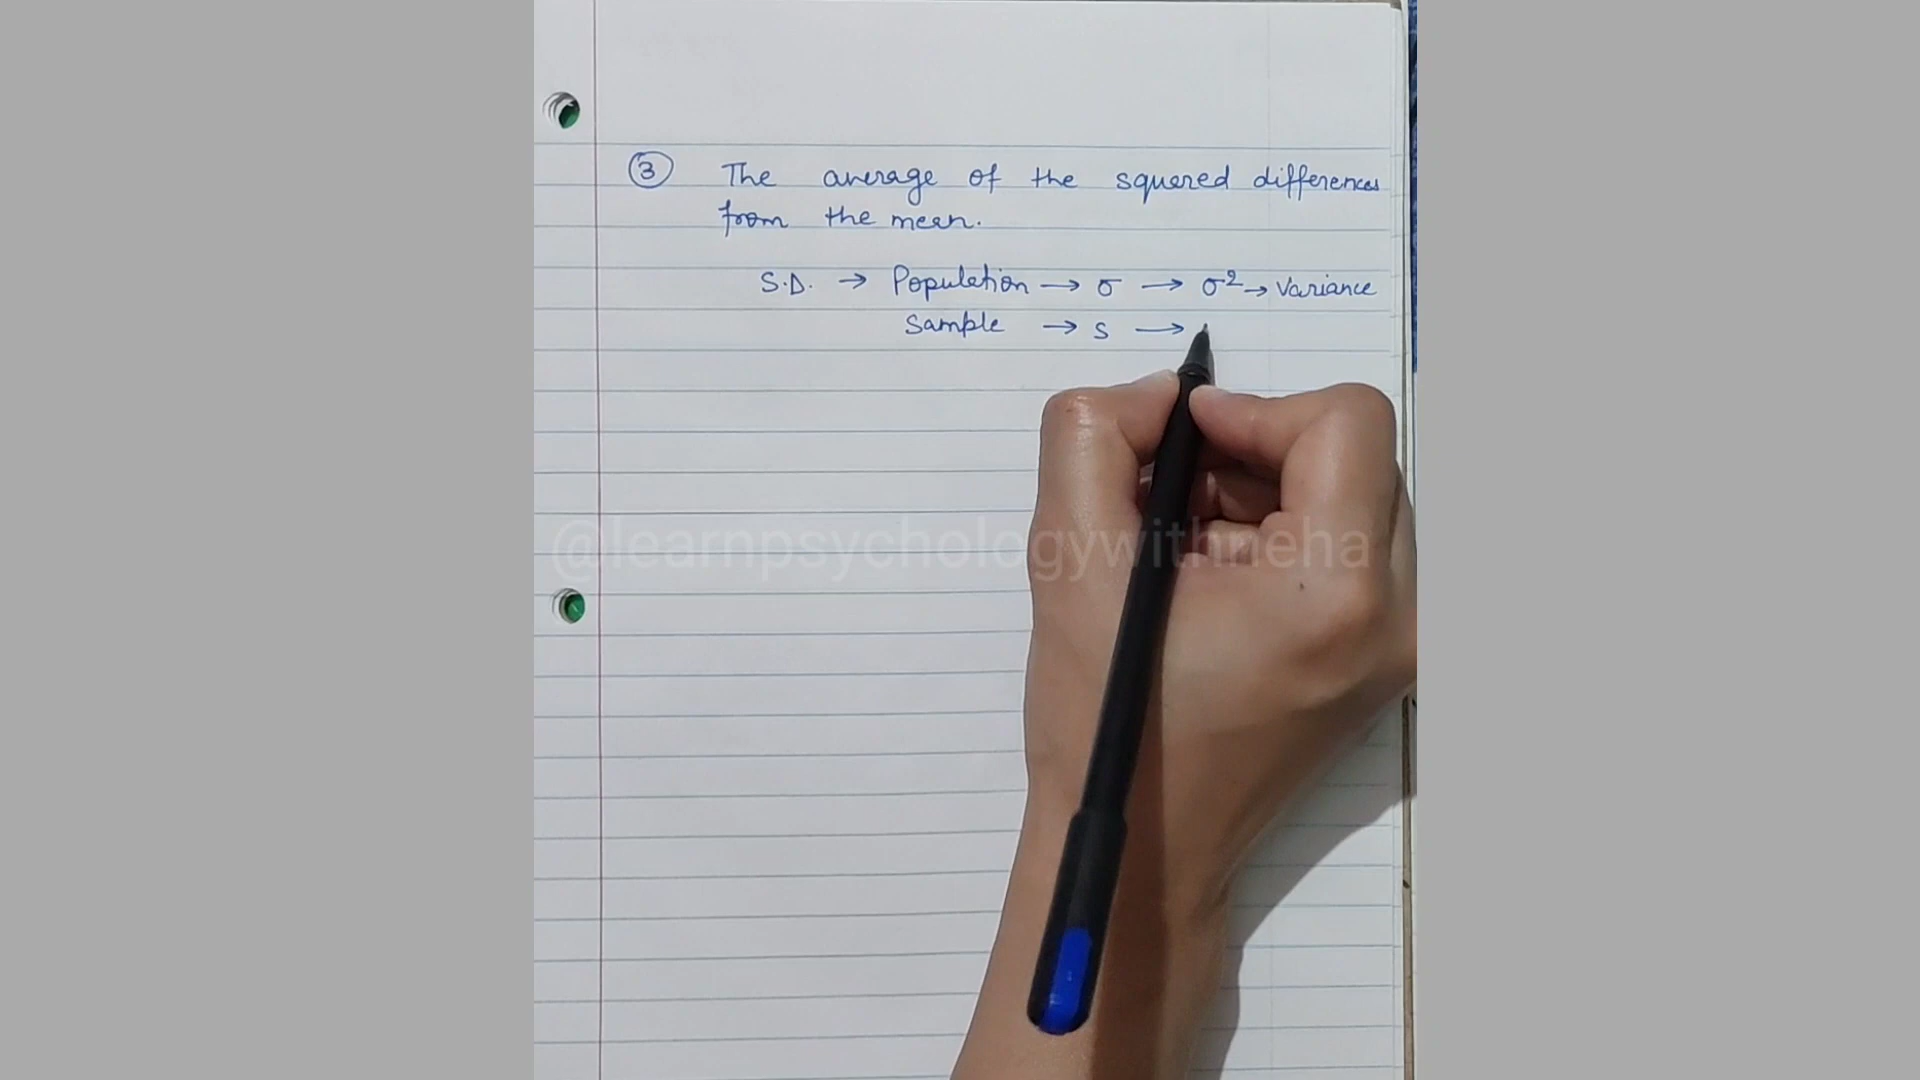 ③ The average of the squared differences
from the mean.
S.D. → Population → σ → σ² → Variance
Sample → s →
@learnpsychologywithneha